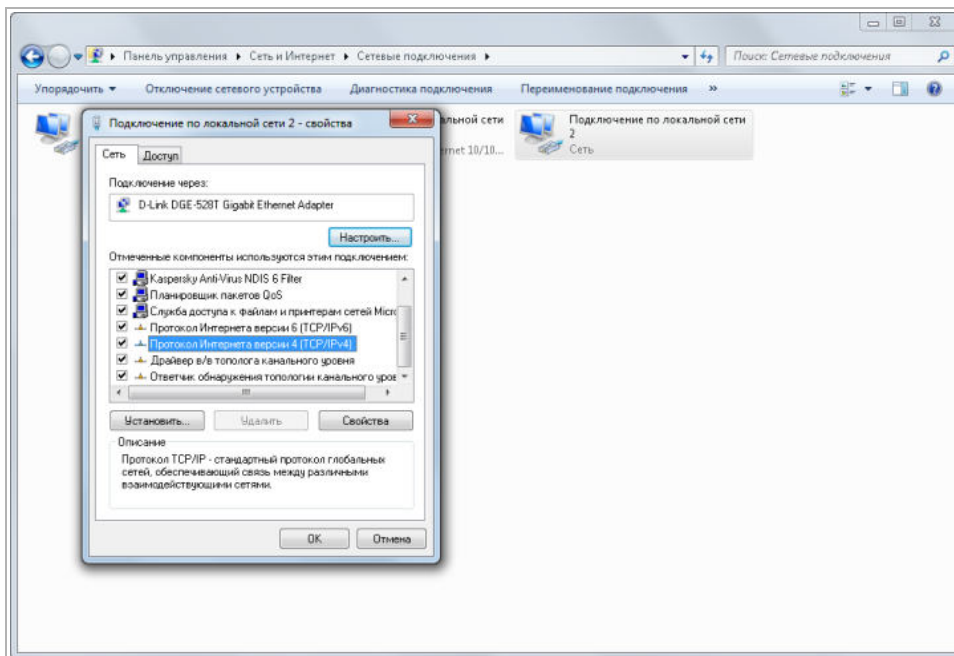 Панель управления ▸ Сеть и Интернет ▸ Сетевые подключения ▸
Поиск: Сетевые подключения
Упорядочить
Отключение сетевого устройства
Диагностика подключения
Переименование подключения
»
альной сети
ernet 10/10...
Подключение по локальной сети
2
Сеть
Подключение по локальной сети 2 - свойства
Сеть
Доступ
Подключение через:
D-Link DGE-528T Gigabit Ethernet Adapter
Настроить...
Отмеченные компоненты используются этим подключением:
Kaspersky Anti-Virus NDIS 6 Filter
Планировщик пакетов QoS
Служба доступа к файлам и принтерам сетей Micro
Протокол Интернета версии 6 (TCP/IPv6)
Протокол Интернета версии 4 (TCP/IPv4)
Драйвер в/в тополога канального уровня
Ответчик обнаружения топологии канального уров
Установить...
Удалить
Свойства
Описание
Протокол TCP/IP - стандартный протокол глобальных
сетей, обеспечивающий связь между различными
взаимодействующими сетями.
OK
Отмена